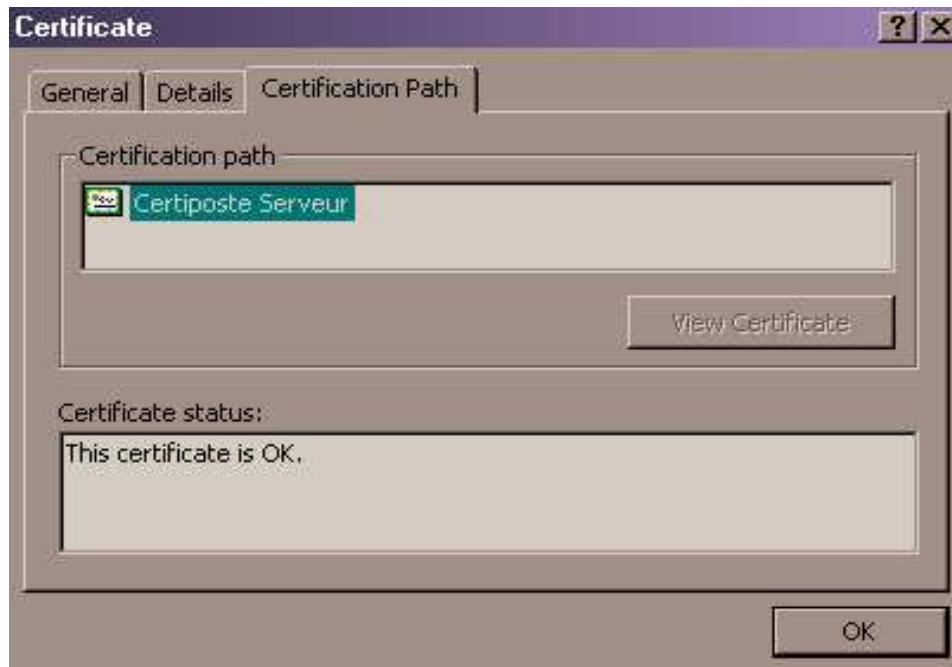 Certificate
General
Details
Certification Path
Certification path
Certiposte Serveur
View Certificate
Certificate status:
This certificate is OK.
OK